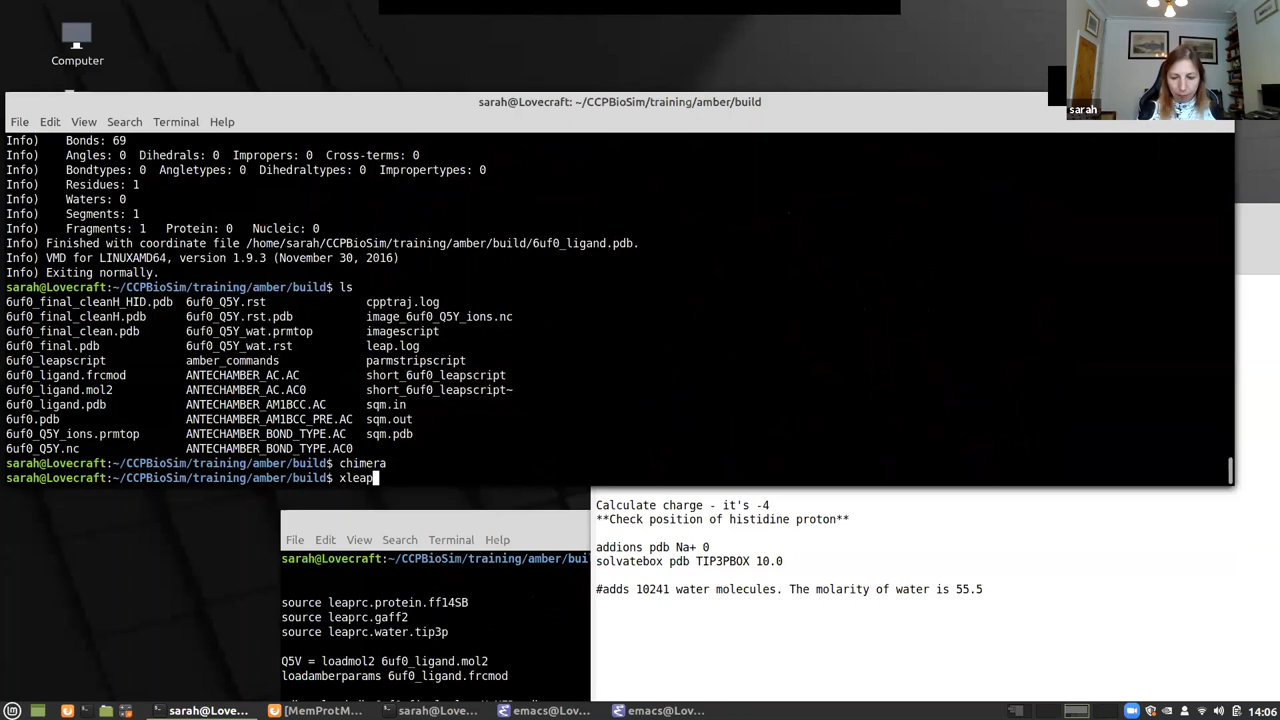 Computer
sarah
sarah@Lovecraft: ~/CCPBioSim/training/amber/build
File Edit View Search Terminal Help
Info) Bonds: 69
Info) Angles: 0 Dihedrals: 0 Impropers: 0 Cross-terms: 0
Info) Bondtypes: 0 Angletypes: 0 Dihedraltypes: 0 Impropertypes: 0
Info) Residues: 1
Info) Waters: 0
Info) Segments: 1
Info) Fragments: 1 Protein: 0 Nucleic: 0
Info) Finished with coordinate file /home/sarah/CCPBioSim/training/amber/build/6uf0_ligand.pdb.
Info) VMD for LINUXAMD64, version 1.9.3 (November 30, 2016)
Info) Exiting normally.
sarah@Lovecraft:~/CCPBioSim/training/amber/build$ ls
6uf0_final_cleanH_HID.pdb 6uf0_Q5Y.rst cpptraj.log
6uf0_final_cleanH.pdb 6uf0_Q5Y.rst.pdb image_6uf0_Q5Y_ions.nc
6uf0_final_clean.pdb 6uf0_Q5Y_wat.prmtop imagescript
6uf0_final.pdb 6uf0_Q5Y_wat.rst leap.log
6uf0_leapscript amber_commands parmstripscript
6uf0_ligand.frcmod ANTECHAMBER_AC.AC short_6uf0_leapscript
6uf0_ligand.mol2 ANTECHAMBER_AC.AC0 short_6uf0_leapscript~
6uf0_ligand.pdb ANTECHAMBER_AM1BCC.AC sqm.in
6uf0.pdb ANTECHAMBER_AM1BCC_PRE.AC sqm.out
6uf0_Q5Y_ions.prmtop ANTECHAMBER_BOND_TYPE.AC sqm.pdb
6uf0_Q5Y.nc ANTECHAMBER_BOND_TYPE.AC0
sarah@Lovecraft:~/CCPBioSim/training/amber/build$ chimera
sarah@Lovecraft:~/CCPBioSim/training/amber/build$ xleap
Calculate charge - it's -4
**Check position of histidine proton**
addions pdb Na+ 0
solvatebox pdb TIP3PBOX 10.0
#adds 10241 water molecules. The molarity of water is 55.5
File Edit View Search Terminal Help
sarah@Lovecraft:~/CCPBioSim/training/amber/buil
source leaprc.protein.ff14SB
source leaprc.gaff2
source leaprc.water.tip3p
Q5V = loadmol2 6uf0_ligand.mol2
loadamberparams 6uf0_ligand.frcmod
sarah@Love... [MemProtM... sarah@Love... emacs@Lov... emacs@Lov... 14:06